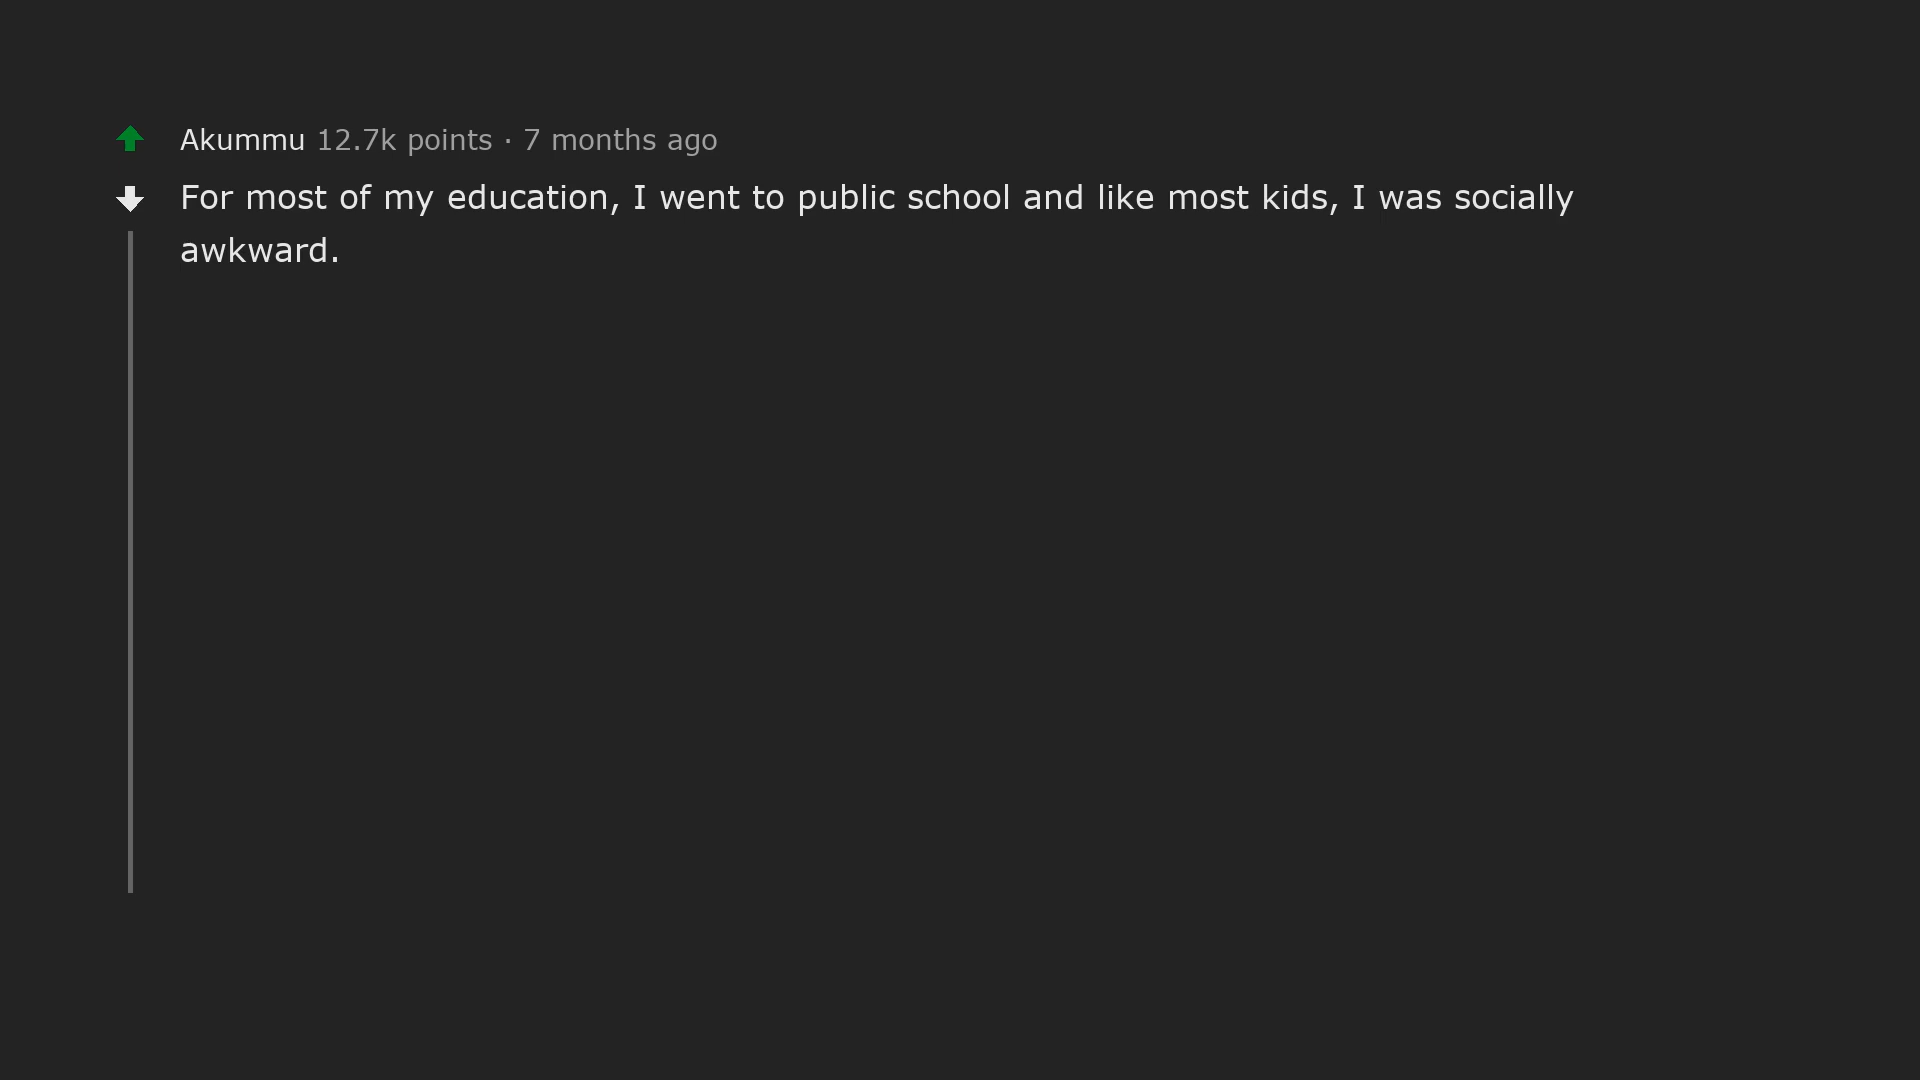 Akummu 12.7k points · 7 months ago
For most of my education, I went to public school and like most kids, I was socially
awkward.